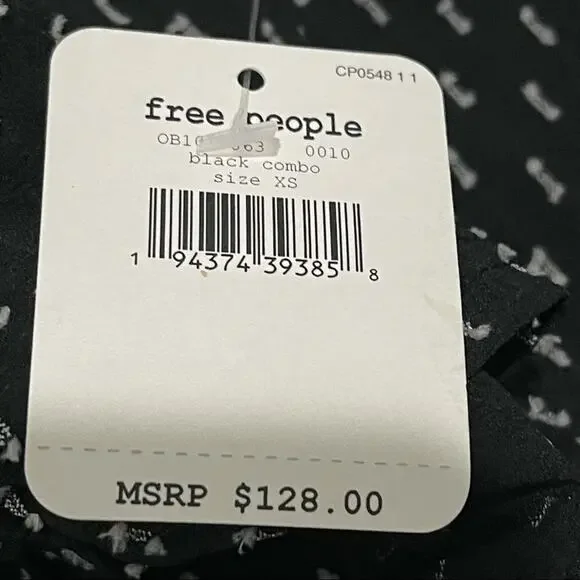 CP0548 1 1
free people
0010
black combo
size XS
1 94374 39385 8
MSRP $128.00